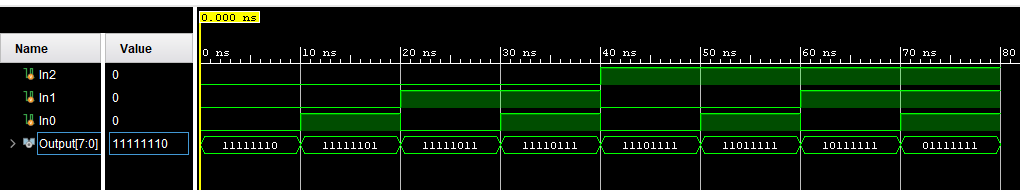 0.000 ns
Name Value 0 ns 10 ns 20 ns 30 ns 40 ns 50 ns 60 ns 70 ns 80
In2 0
In1 0
In0 0
Output[7:0] 11111110 11111110 11111101 11111011 11110111 11101111 11011111 10111111 01111111